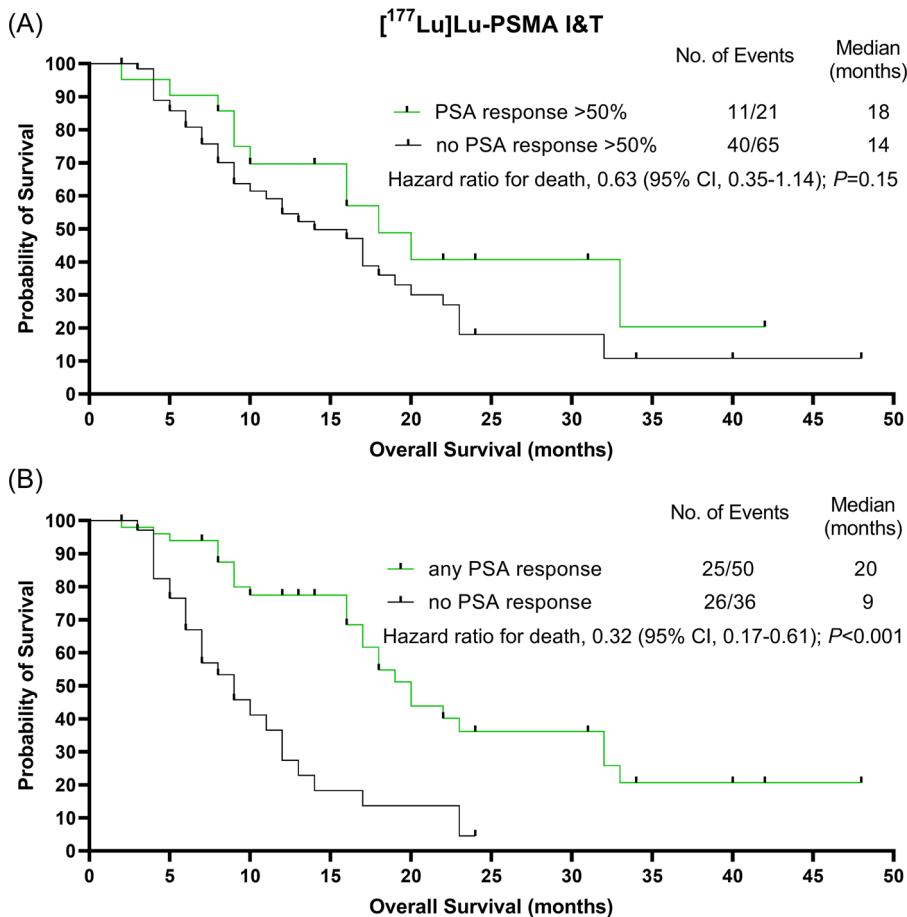 (A)
[¹⁷⁷Lu]Lu-PSMA I&T
No. of Events Median (months)
PSA response >50% 11/21 18
no PSA response >50% 40/65 14
Hazard ratio for death, 0.63 (95% CI, 0.35-1.14); P=0.15
Probability of Survival
100
90
80
70
60
50
40
30
20
10
0
0 5 10 15 20 25 30 35 40 45 50
Overall Survival (months)
(B)
No. of Events Median (months)
any PSA response 25/50 20
no PSA response 26/36 9
Hazard ratio for death, 0.32 (95% CI, 0.17-0.61); P<0.001
Probability of Survival
100
90
80
70
60
50
40
30
20
10
0
0 5 10 15 20 25 30 35 40 45 50
Overall Survival (months)